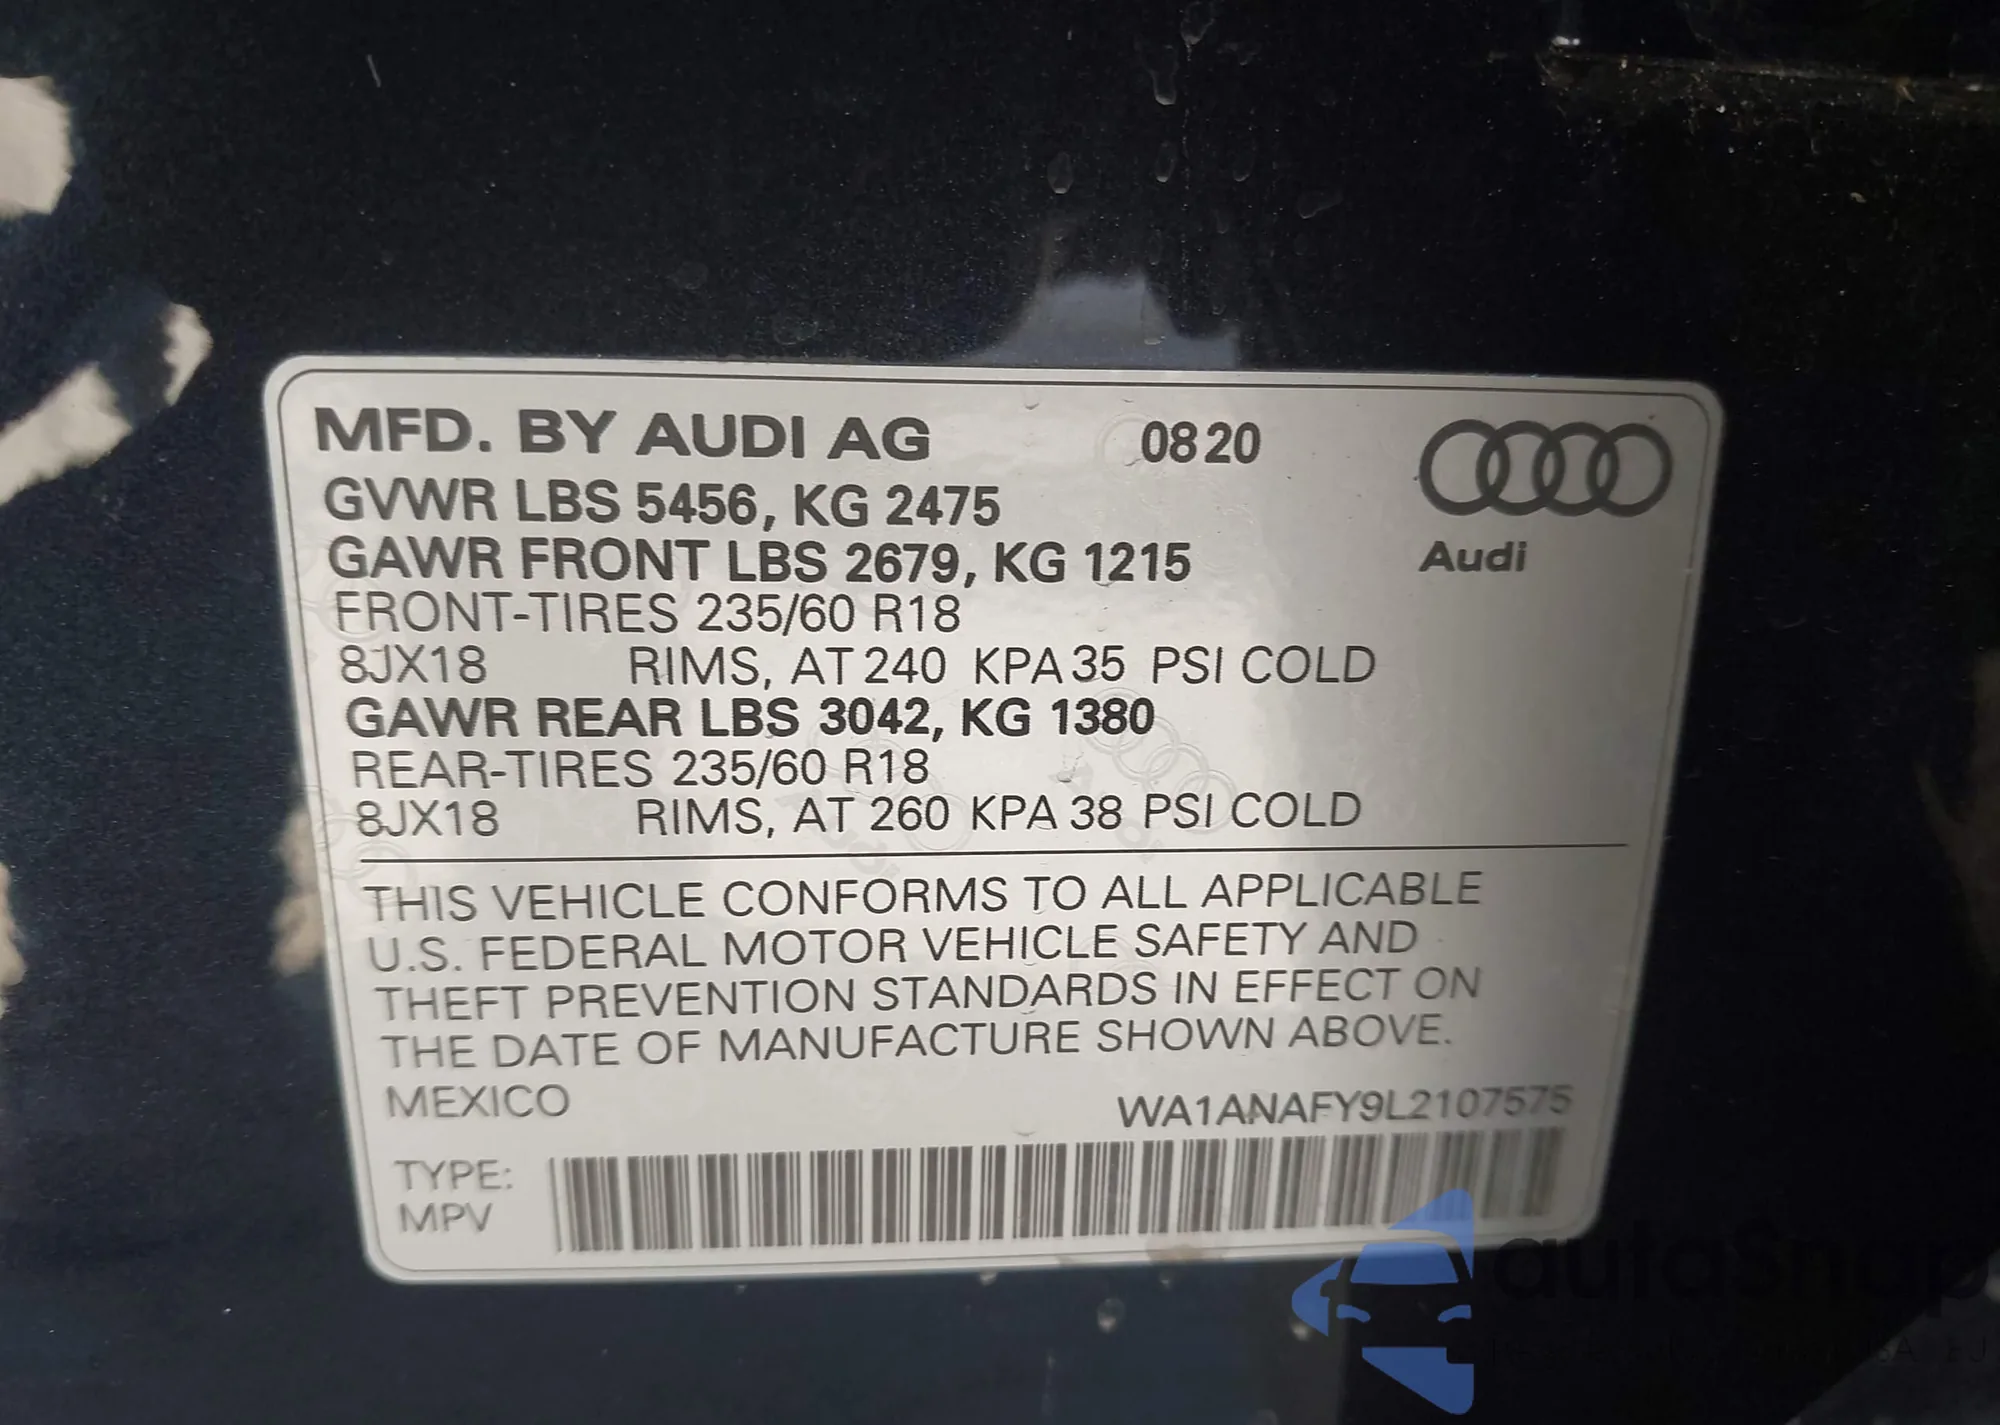 MFD. BY AUDI AG 08 20
GVWR LBS 5456, KG 2475
GAWR FRONT LBS 2679, KG 1215
Audi
FRONT-TIRES 235/60 R18
8JX18 RIMS, AT 240 KPA 35 PSI COLD
GAWR REAR LBS 3042, KG 1380
REAR-TIRES 235/60 R18
8JX18 RIMS, AT 260 KPA 38 PSI COLD
THIS VEHICLE CONFORMS TO ALL APPLICABLE
U.S. FEDERAL MOTOR VEHICLE SAFETY AND
THEFT PREVENTION STANDARDS IN EFFECT ON
THE DATE OF MANUFACTURE SHOWN ABOVE.
MEXICO WA1ANAFY9L2107575
TYPE:
MPV
autoSnap